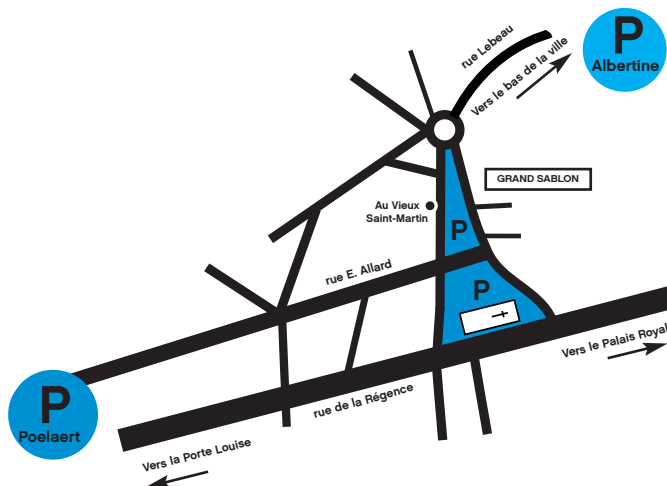 P
Albertine
rue Lebeau
Vers le bas de la ville
GRAND SABLON
Au Vieux
Saint-Martin
P
rue E. Allard
P
Vers le Palais Royal
P
Poelaert
rue de la Régence
Vers la Porte Louise